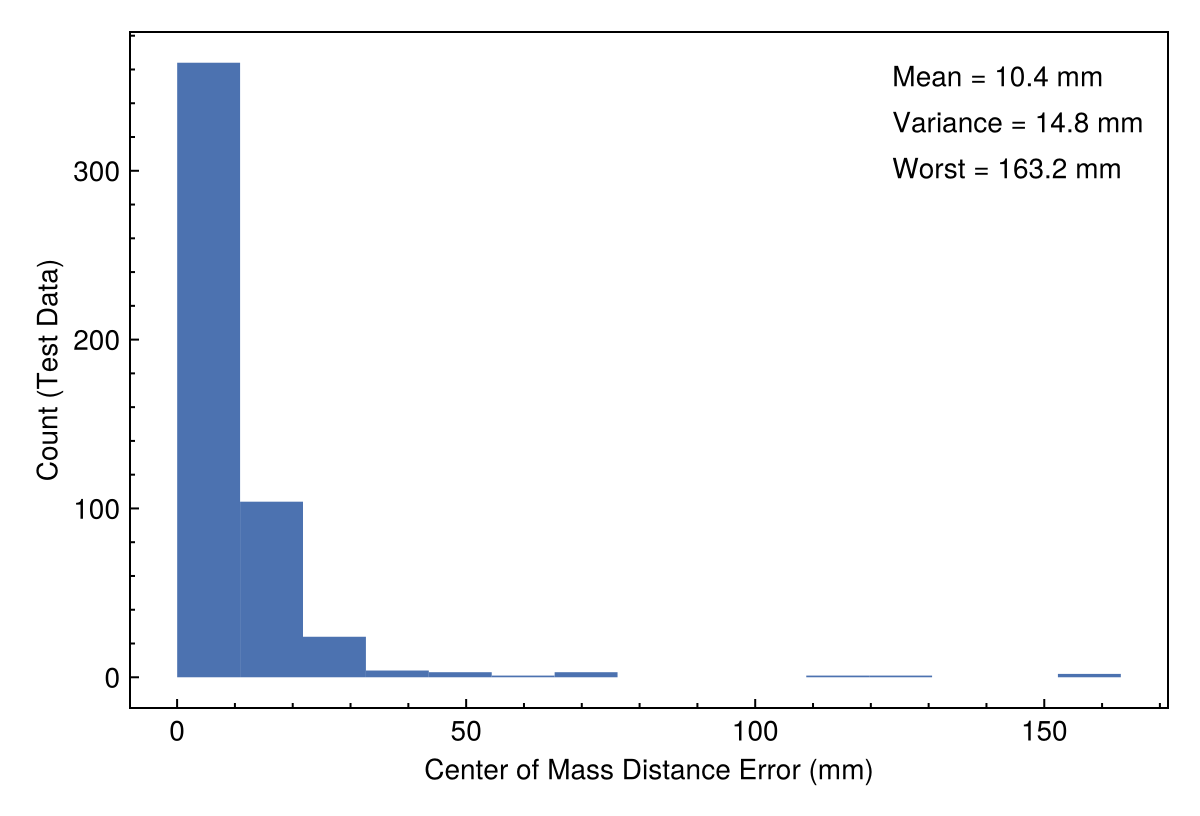 Mean = 10.4 mm
Variance = 14.8 mm
Worst = 163.2 mm
300
200
100
0
Count (Test Data)
0 50 100 150
Center of Mass Distance Error (mm)